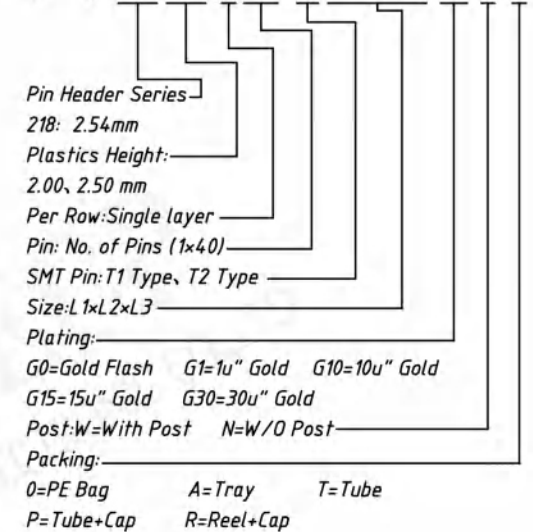 Pin Header Series
218: 2.54mm
Plastics Height:
2.00、2.50 mm
Per Row:Single layer
Pin: No. of Pins (1×40)
SMT Pin:T1 Type、T2 Type
Size:L1×L2×L3
Plating:
G0=Gold Flash G1=1u" Gold G10=10u" Gold
G15=15u" Gold G30=30u" Gold
Post:W=With Post N=W/O Post
Packing:
0=PE Bag A=Tray T=Tube
P=Tube+Cap R=Reel+Cap